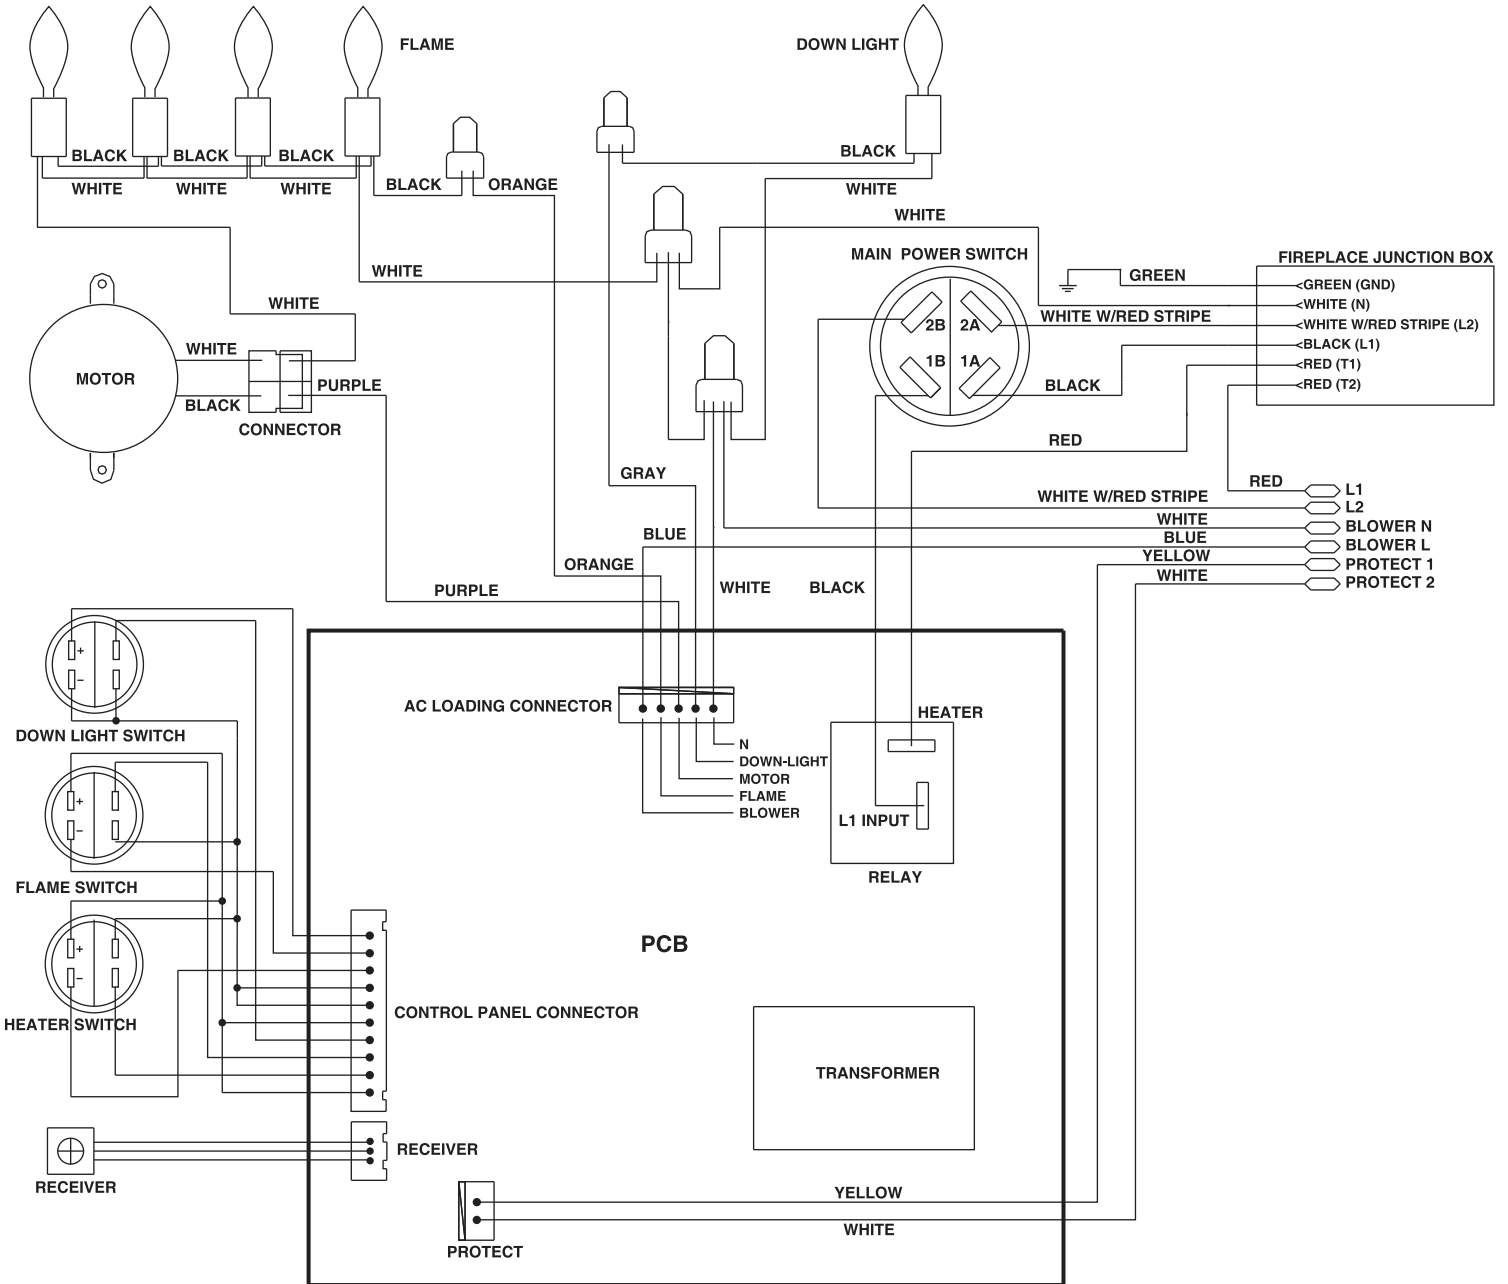 FLAME
DOWN LIGHT
BLACK
BLACK
BLACK
BLACK
WHITE
WHITE
WHITE
BLACK
ORANGE
WHITE
WHITE
MAIN POWER SWITCH
FIREPLACE JUNCTION BOX
WHITE
GREEN
<GREEN (GND)
WHITE
<WHITE (N)
WHITE W/RED STRIPE
<WHITE W/RED STRIPE (L2)
2B
2A
<BLACK (L1)
WHITE
1B
1A
<RED (T1)
MOTOR
PURPLE
BLACK
<RED (T2)
BLACK
CONNECTOR
RED
GRAY
RED
L1
WHITE W/RED STRIPE
L2
WHITE
BLOWER N
BLUE
BLUE
BLOWER L
YELLOW
PROTECT 1
ORANGE
WHITE
PROTECT 2
PURPLE
WHITE
BLACK
+
−
AC LOADING CONNECTOR
HEATER
DOWN LIGHT SWITCH
N
DOWN-LIGHT
MOTOR
FLAME
BLOWER
+
−
L1 INPUT
RELAY
FLAME SWITCH
PCB
+
−
CONTROL PANEL CONNECTOR
HEATER SWITCH
TRANSFORMER
RECEIVER
RECEIVER
YELLOW
WHITE
PROTECT